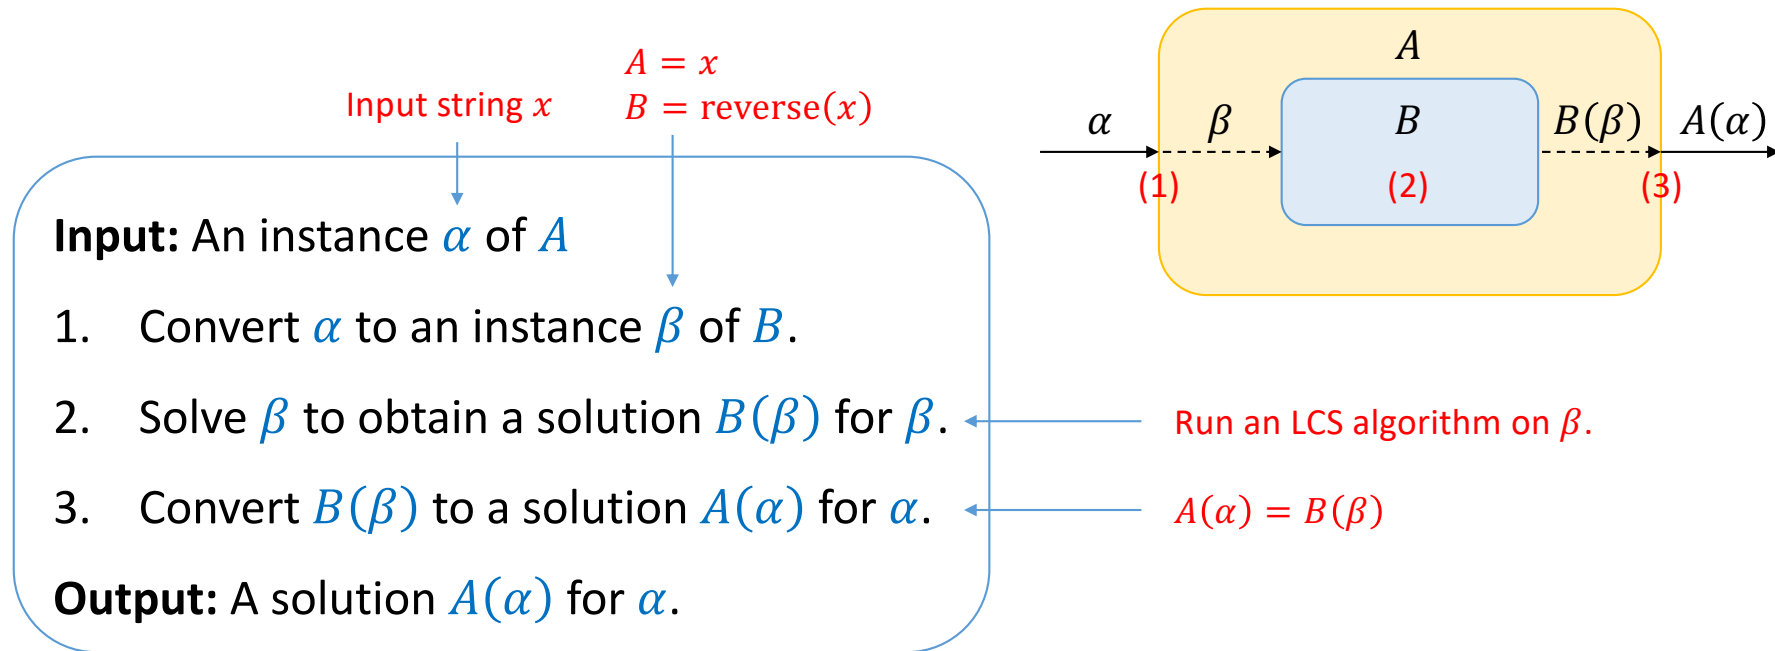 A = x
B = reverse(x)
Input string x
Input: An instance α of A
1. Convert α to an instance β of B.
2. Solve β to obtain a solution B(β) for β.
3. Convert B(β) to a solution A(α) for α.
Output: A solution A(α) for α.
Run an LCS algorithm on β.
A(α) = B(β)
A
α β B B(β) A(α)
(1) (2) (3)